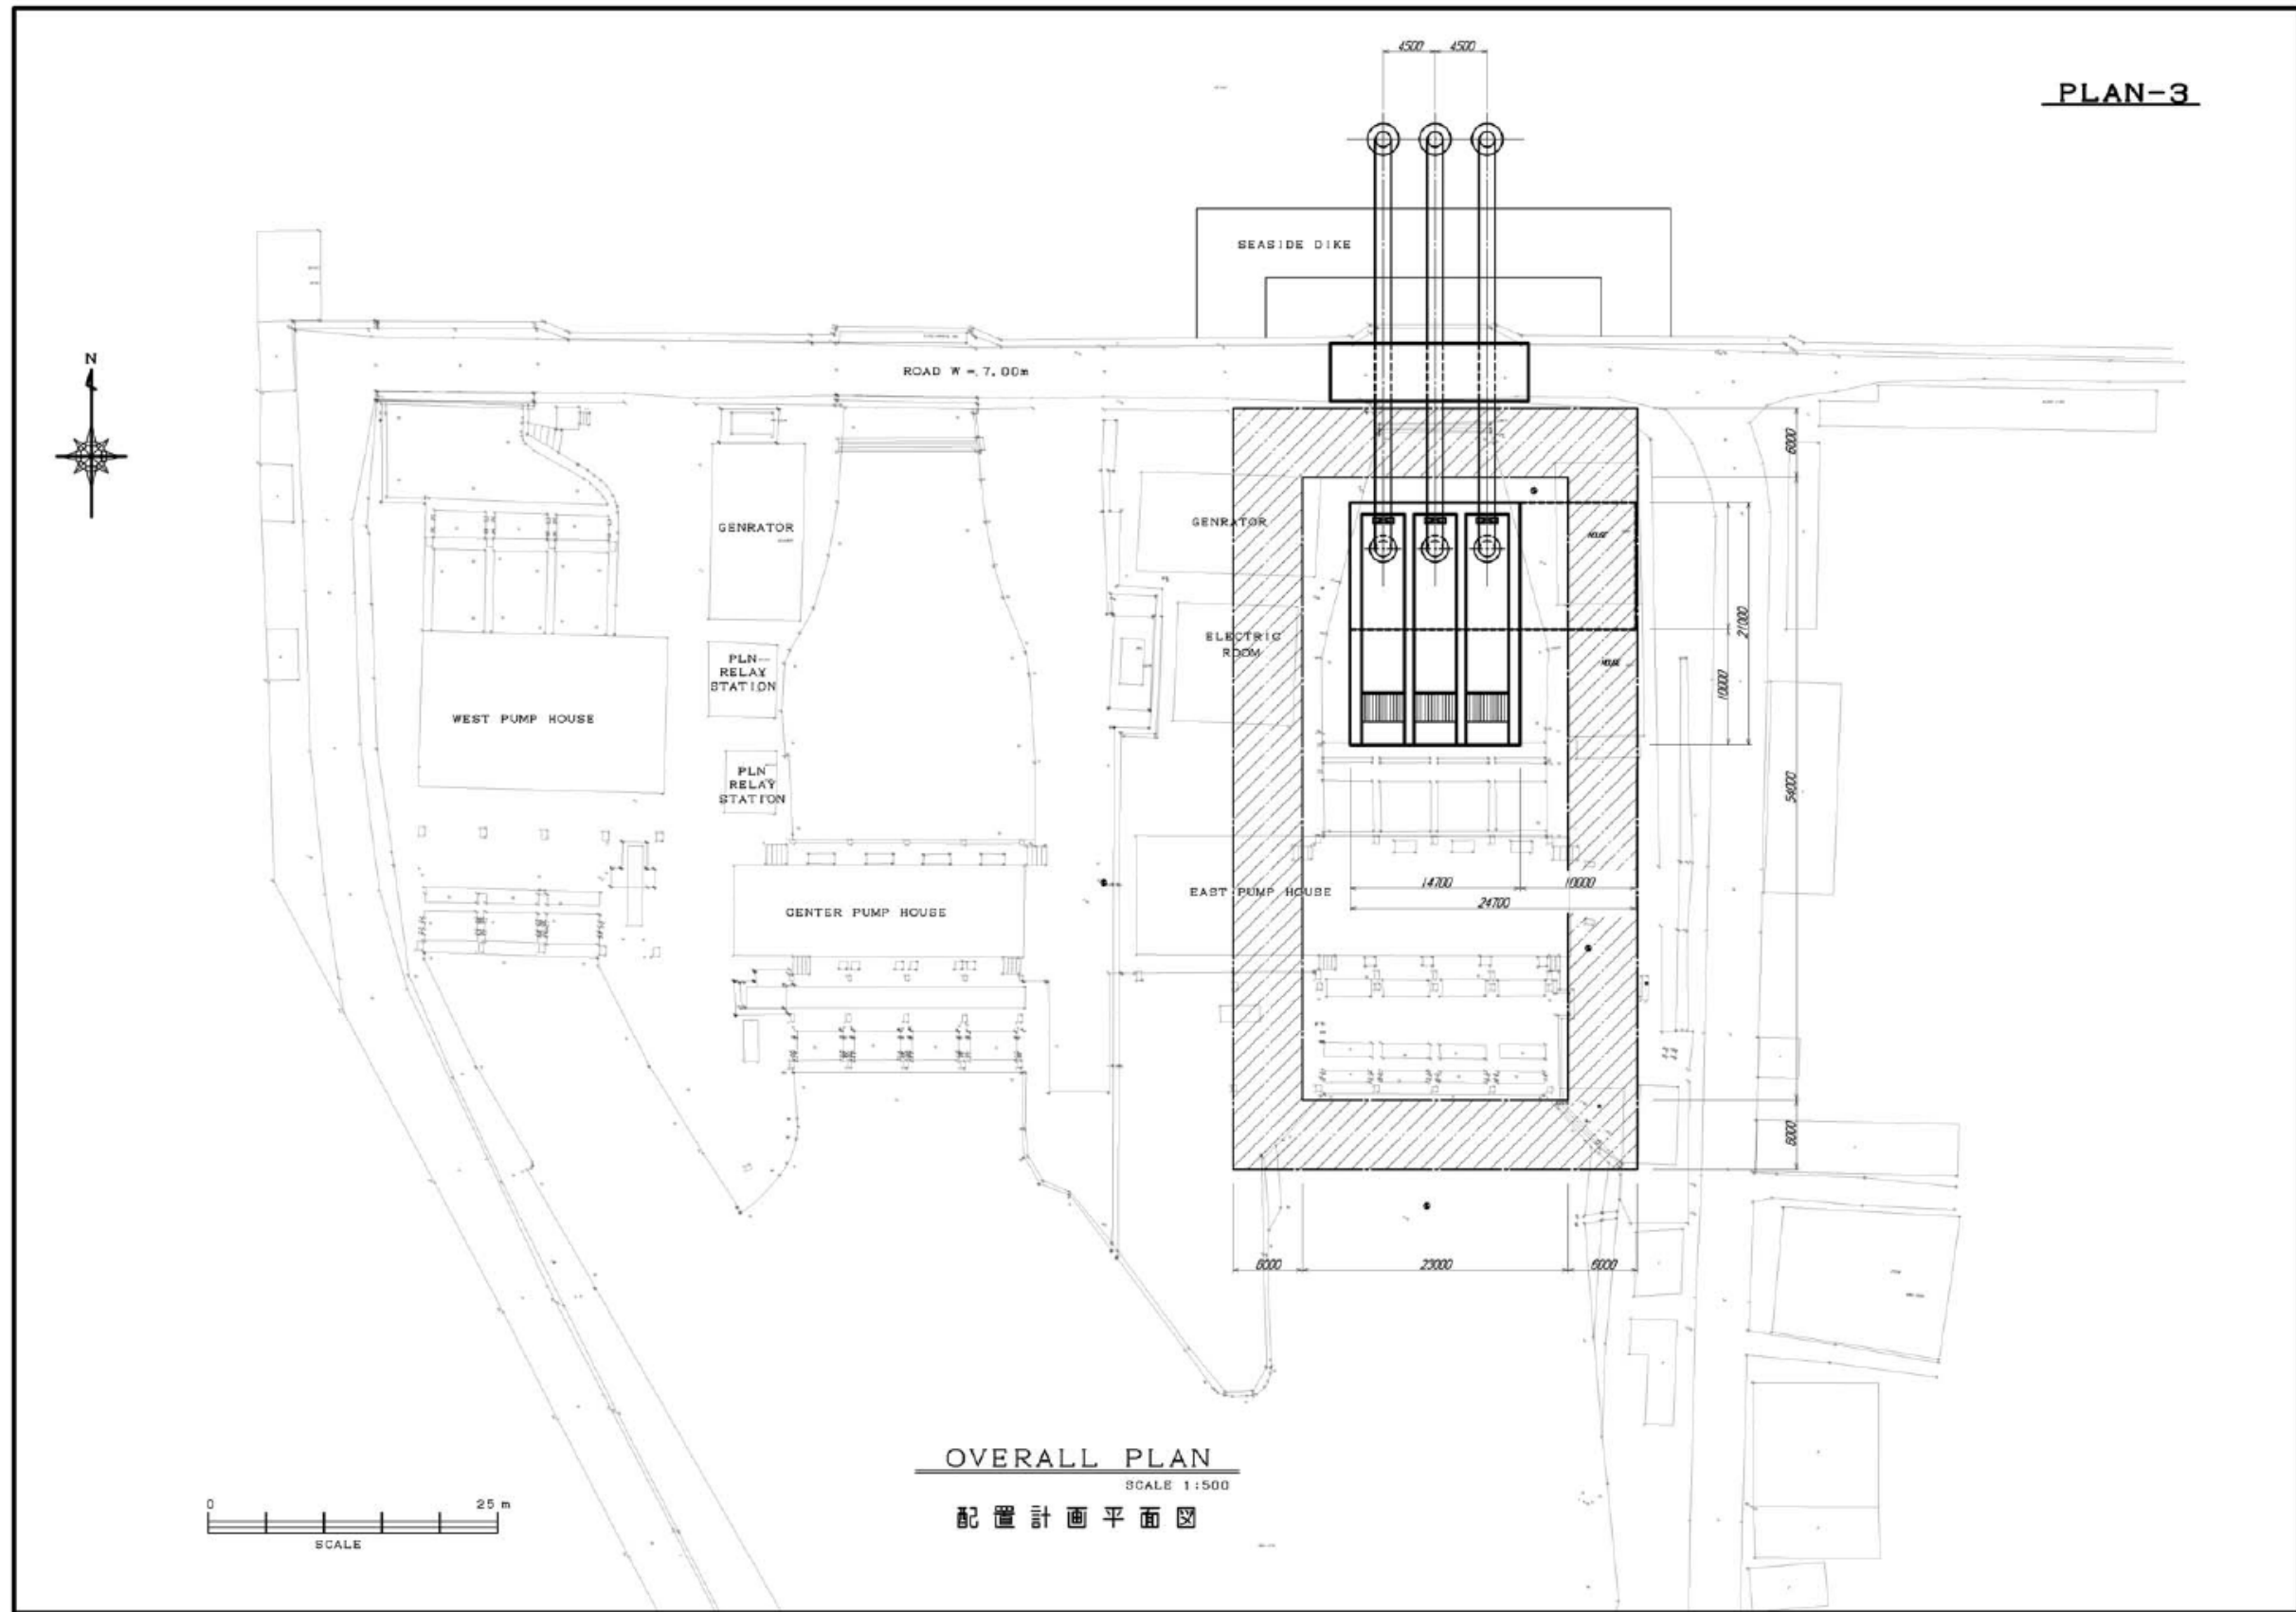 4500 4500
PLAN-3
SEASIDE DIKE
N
ROAD W = 7.00m
6000
GENRATOR
GENRATOR
HOUSE
21000
ELECTRIC
ROOM
PLN
RELAY
STATION
HOUSE
10000
WEST PUMP HOUSE
PLN
RELAY
STATION
54000
14700 10000
EAST PUMP HOUSE
24700
CENTER PUMP HOUSE
6000
6000 23000 6000
OVERALL PLAN
SCALE 1:500
配置計画平面図
0 25 m
SCALE